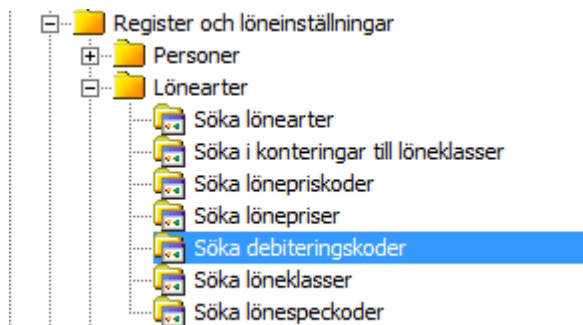 Register och löneinställningar
Personer
Lönearter
Söka lönearter
Söka i konteringar till löneklasser
Söka lönepriskoder
Söka lönepriser
Söka debiteringskoder
Söka löneklasser
Söka lönespeckoder